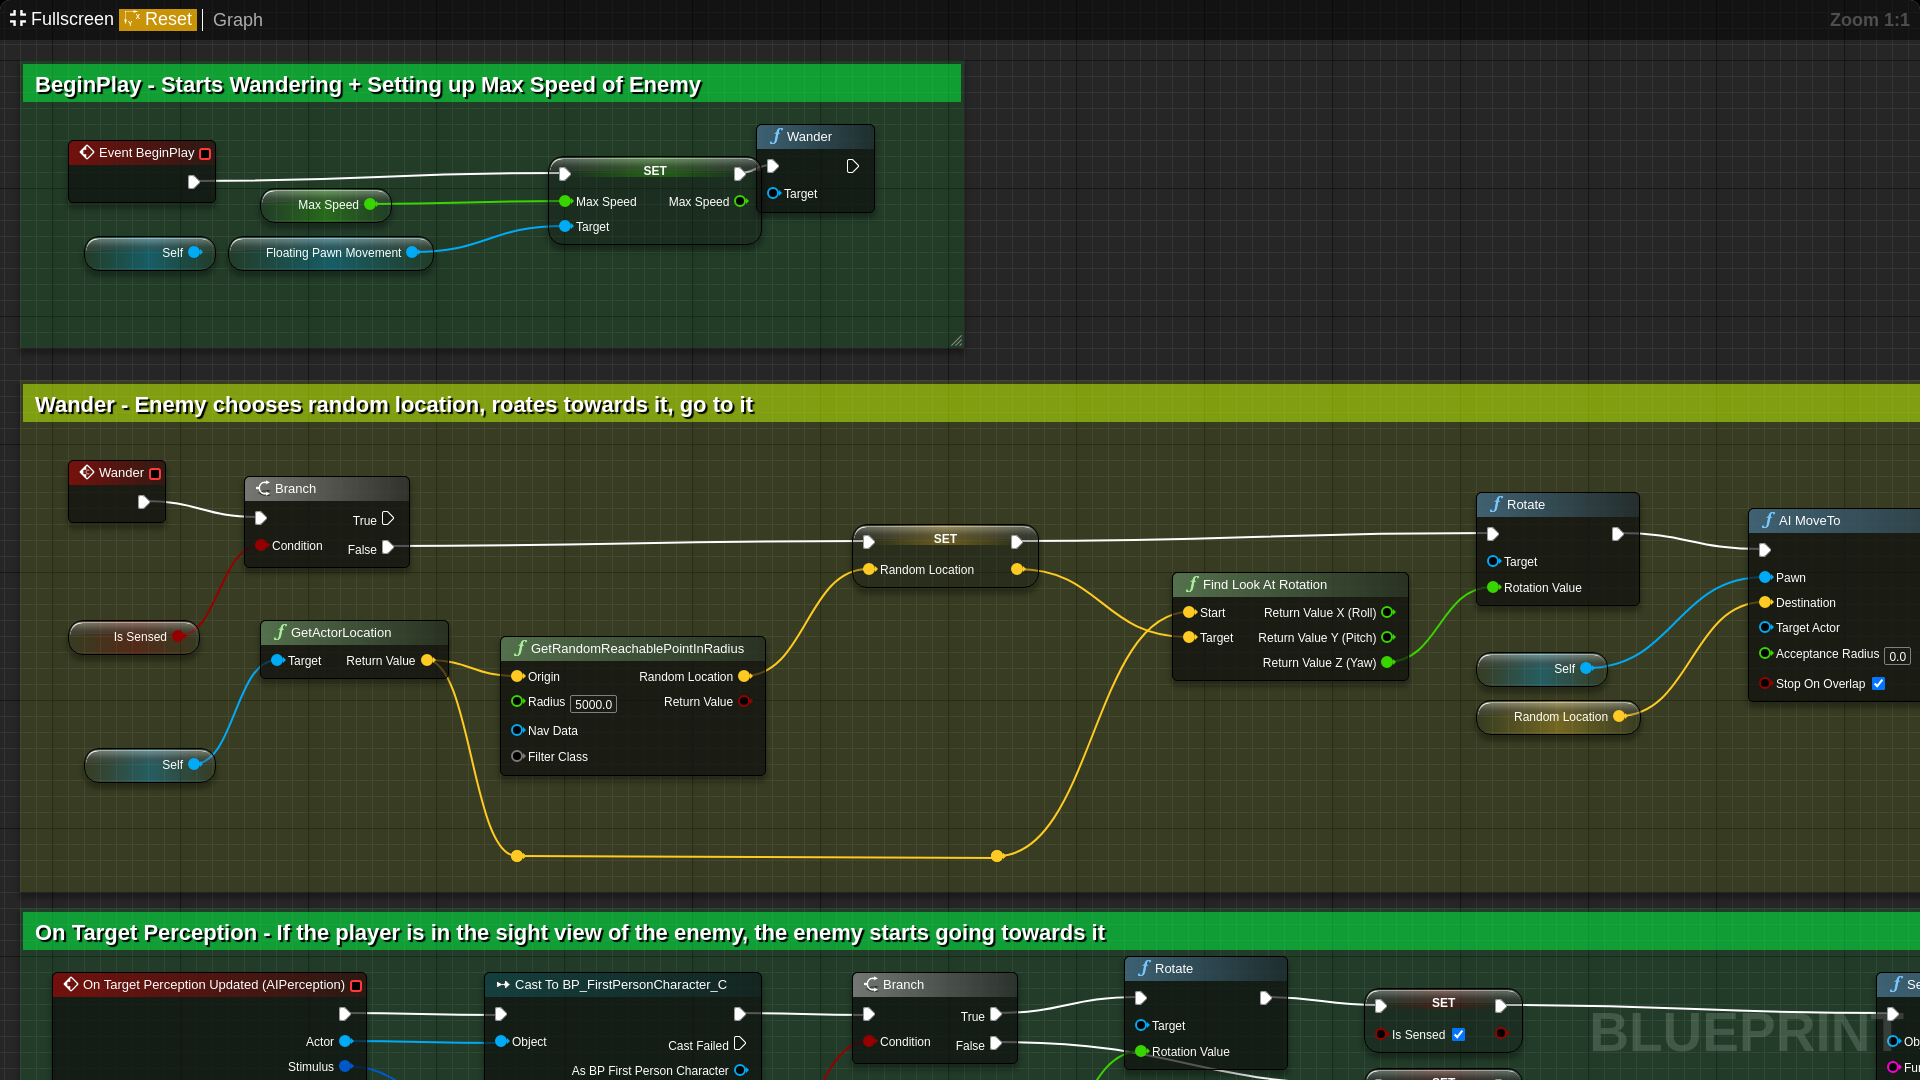 Fullscreen Reset Graph Zoom 1:1
BeginPlay - Starts Wandering + Setting up Max Speed of Enemy
Event BeginPlay
Max Speed
Self
Floating Pawn Movement
SET
Max Speed Max Speed
Target
Wander
Target
Wander - Enemy chooses random location, roates towards it, go to it
Wander
Branch
True
Condition False
Is Sensed
GetActorLocation
Target Return Value
Self
GetRandomReachablePointInRadius
Origin Random Location
Radius 5000.0 Return Value
Nav Data
Filter Class
SET
Random Location
Find Look At Rotation
Start Return Value X (Roll)
Target Return Value Y (Pitch)
Return Value Z (Yaw)
Rotate
Target
Rotation Value
Self
Random Location
AI MoveTo
Pawn
Destination
Target Actor
Acceptance Radius 0.0
Stop On Overlap
On Target Perception - If the player is in the sight view of the enemy, the enemy starts going towards it
On Target Perception Updated (AIPerception)
Actor
Stimulus
Cast To BP_FirstPersonCharacter_C
Object Cast Failed
As BP First Person Character
Branch
True
Condition False
Rotate
Target
Rotation Value
SET
Is Sensed
SET
Se
Ob
Fun
BLUEPRINT